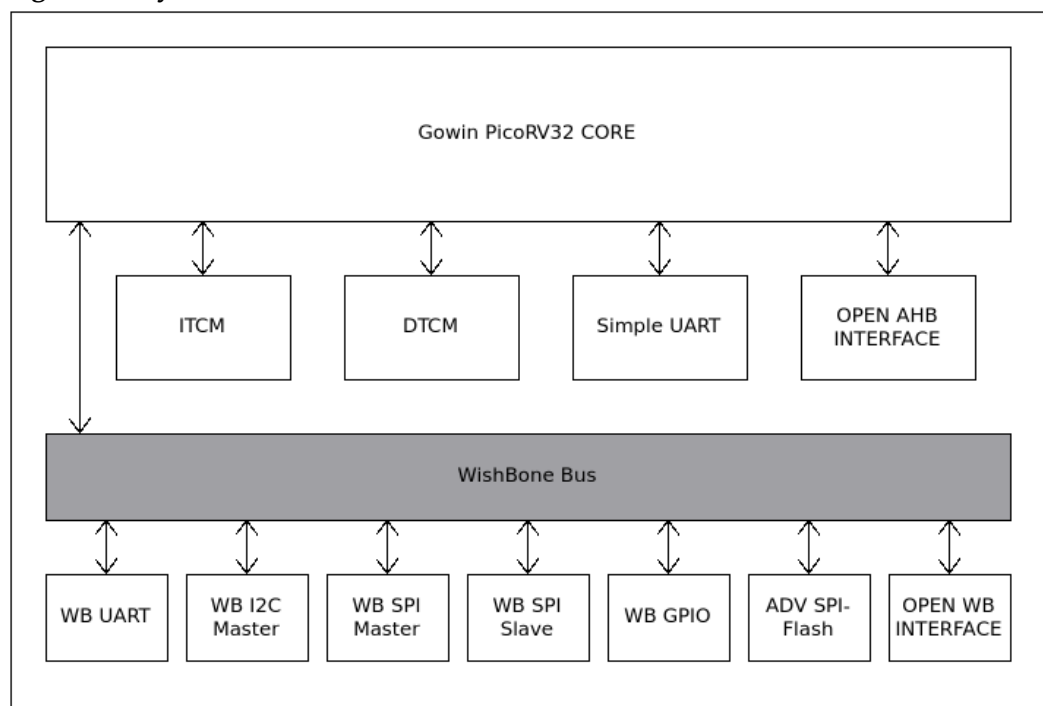 Gowin PicoRV32 CORE
ITCM
DTCM
Simple UART
OPEN AHB
INTERFACE
WishBone Bus
WB UART
WB I2C
Master
WB SPI
Master
WB SPI
Slave
WB GPIO
ADV SPI-
Flash
OPEN WB
INTERFACE